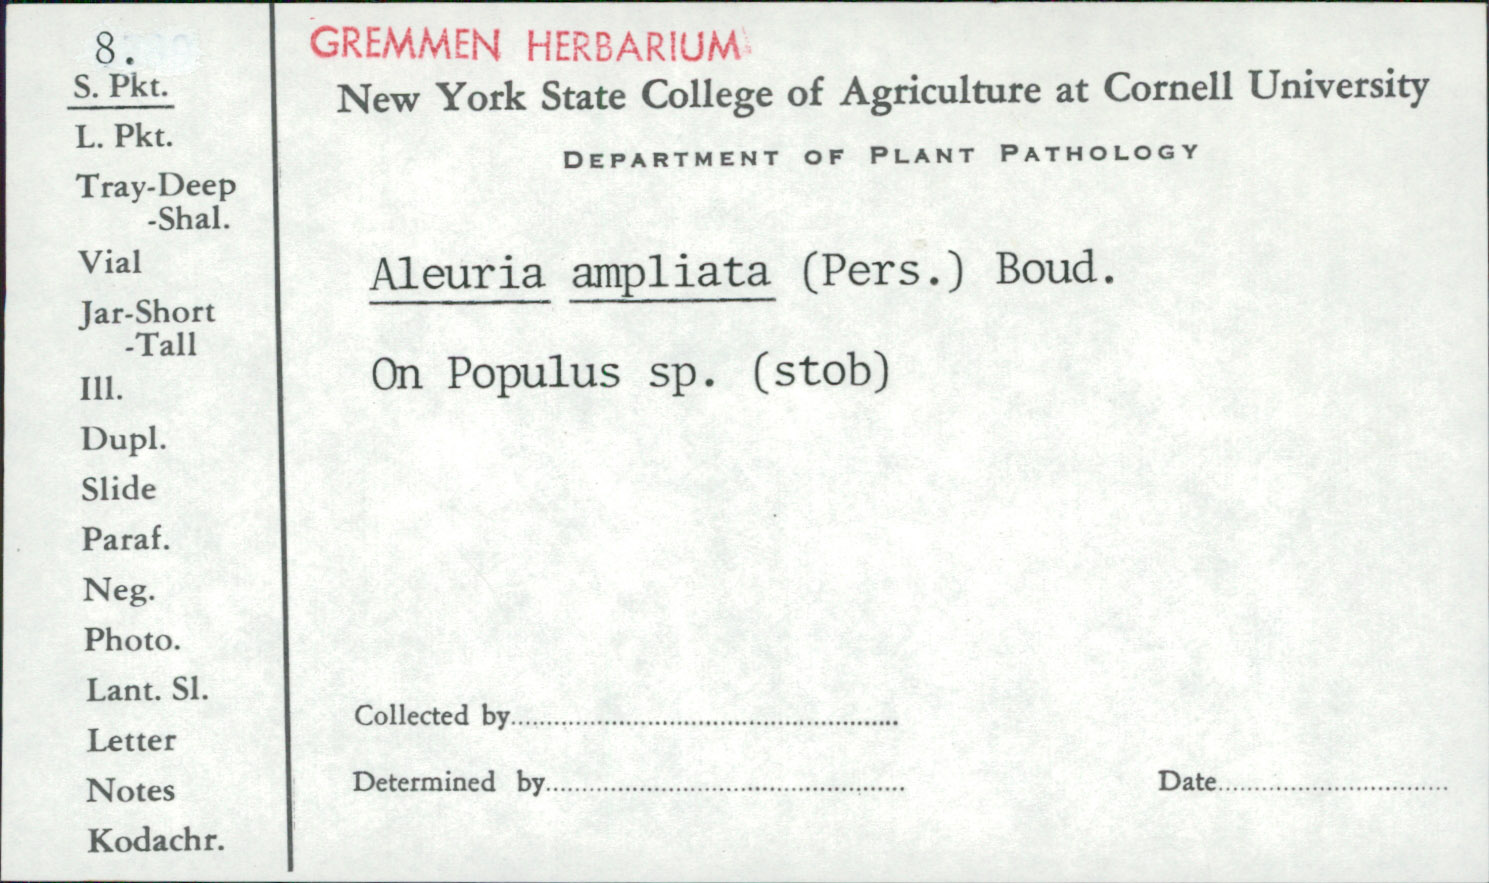 8.
S. Pkt.
L. Pkt.
Tray-Deep
-Shal.
Vial
Jar-Short
-Tall
Ill.
Dupl.
Slide
Paraf.
Neg.
Photo.
Lant. Sl.
Letter
Notes
Kodachr.
GREMMEN HERBARIUM
New York State College of Agriculture at Cornell University
DEPARTMENT OF PLANT PATHOLOGY
Aleuria ampliata (Pers.) Boud.
On Populus sp. (stob)
Collected by
Determined by
Date